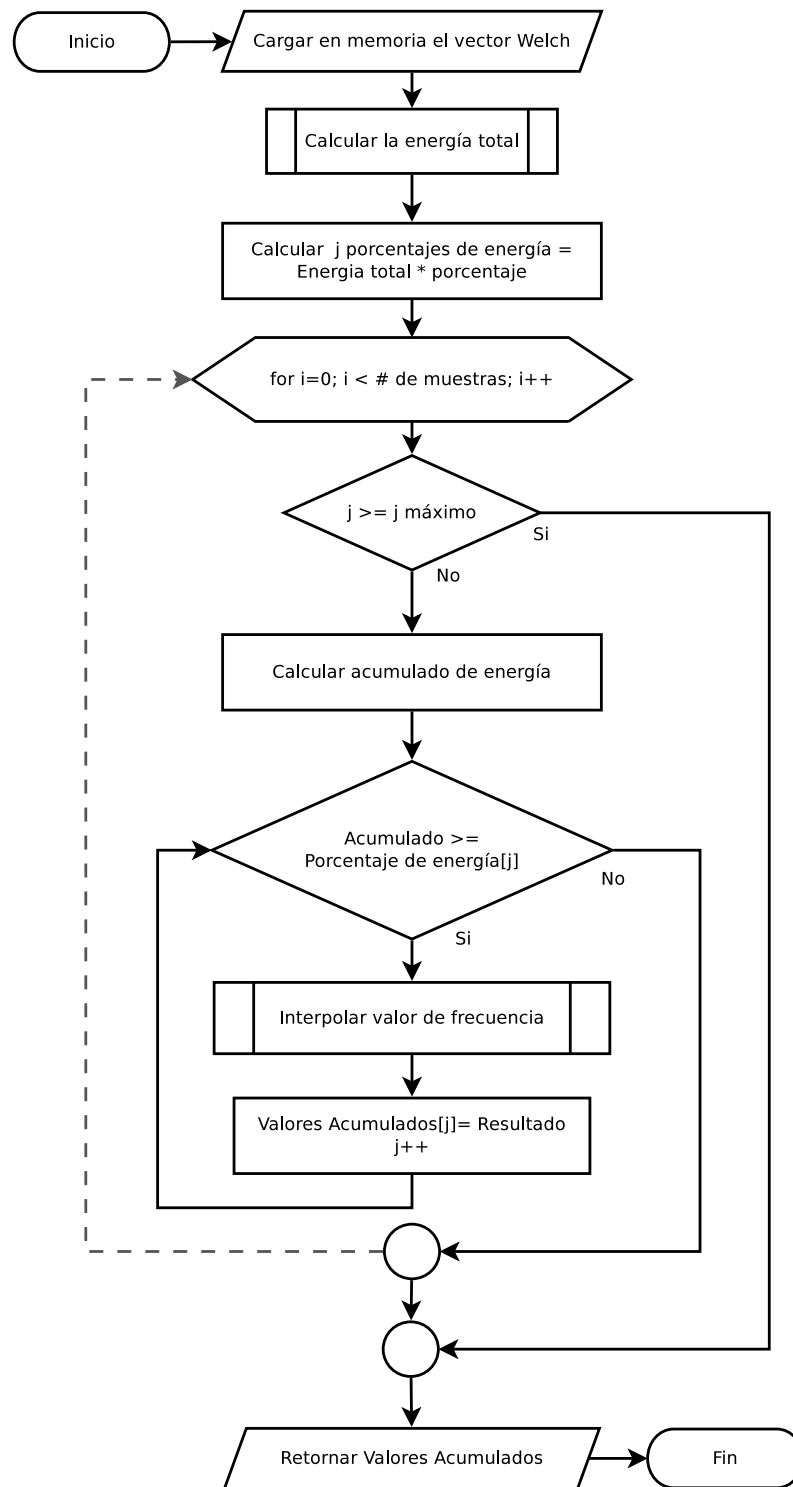 Inicio
Cargar en memoria el vector Welch
Calcular la energía total
Calcular j porcentajes de energía =
Energia total * porcentaje
for i=0; i < # de muestras; i++
j >= j máximo
Si
No
Calcular acumulado de energía
Acumulado >=
Porcentaje de energía[j]
No
Si
Interpolar valor de frecuencia
Valores Acumulados[j]= Resultado
j++
Retornar Valores Acumulados
Fin